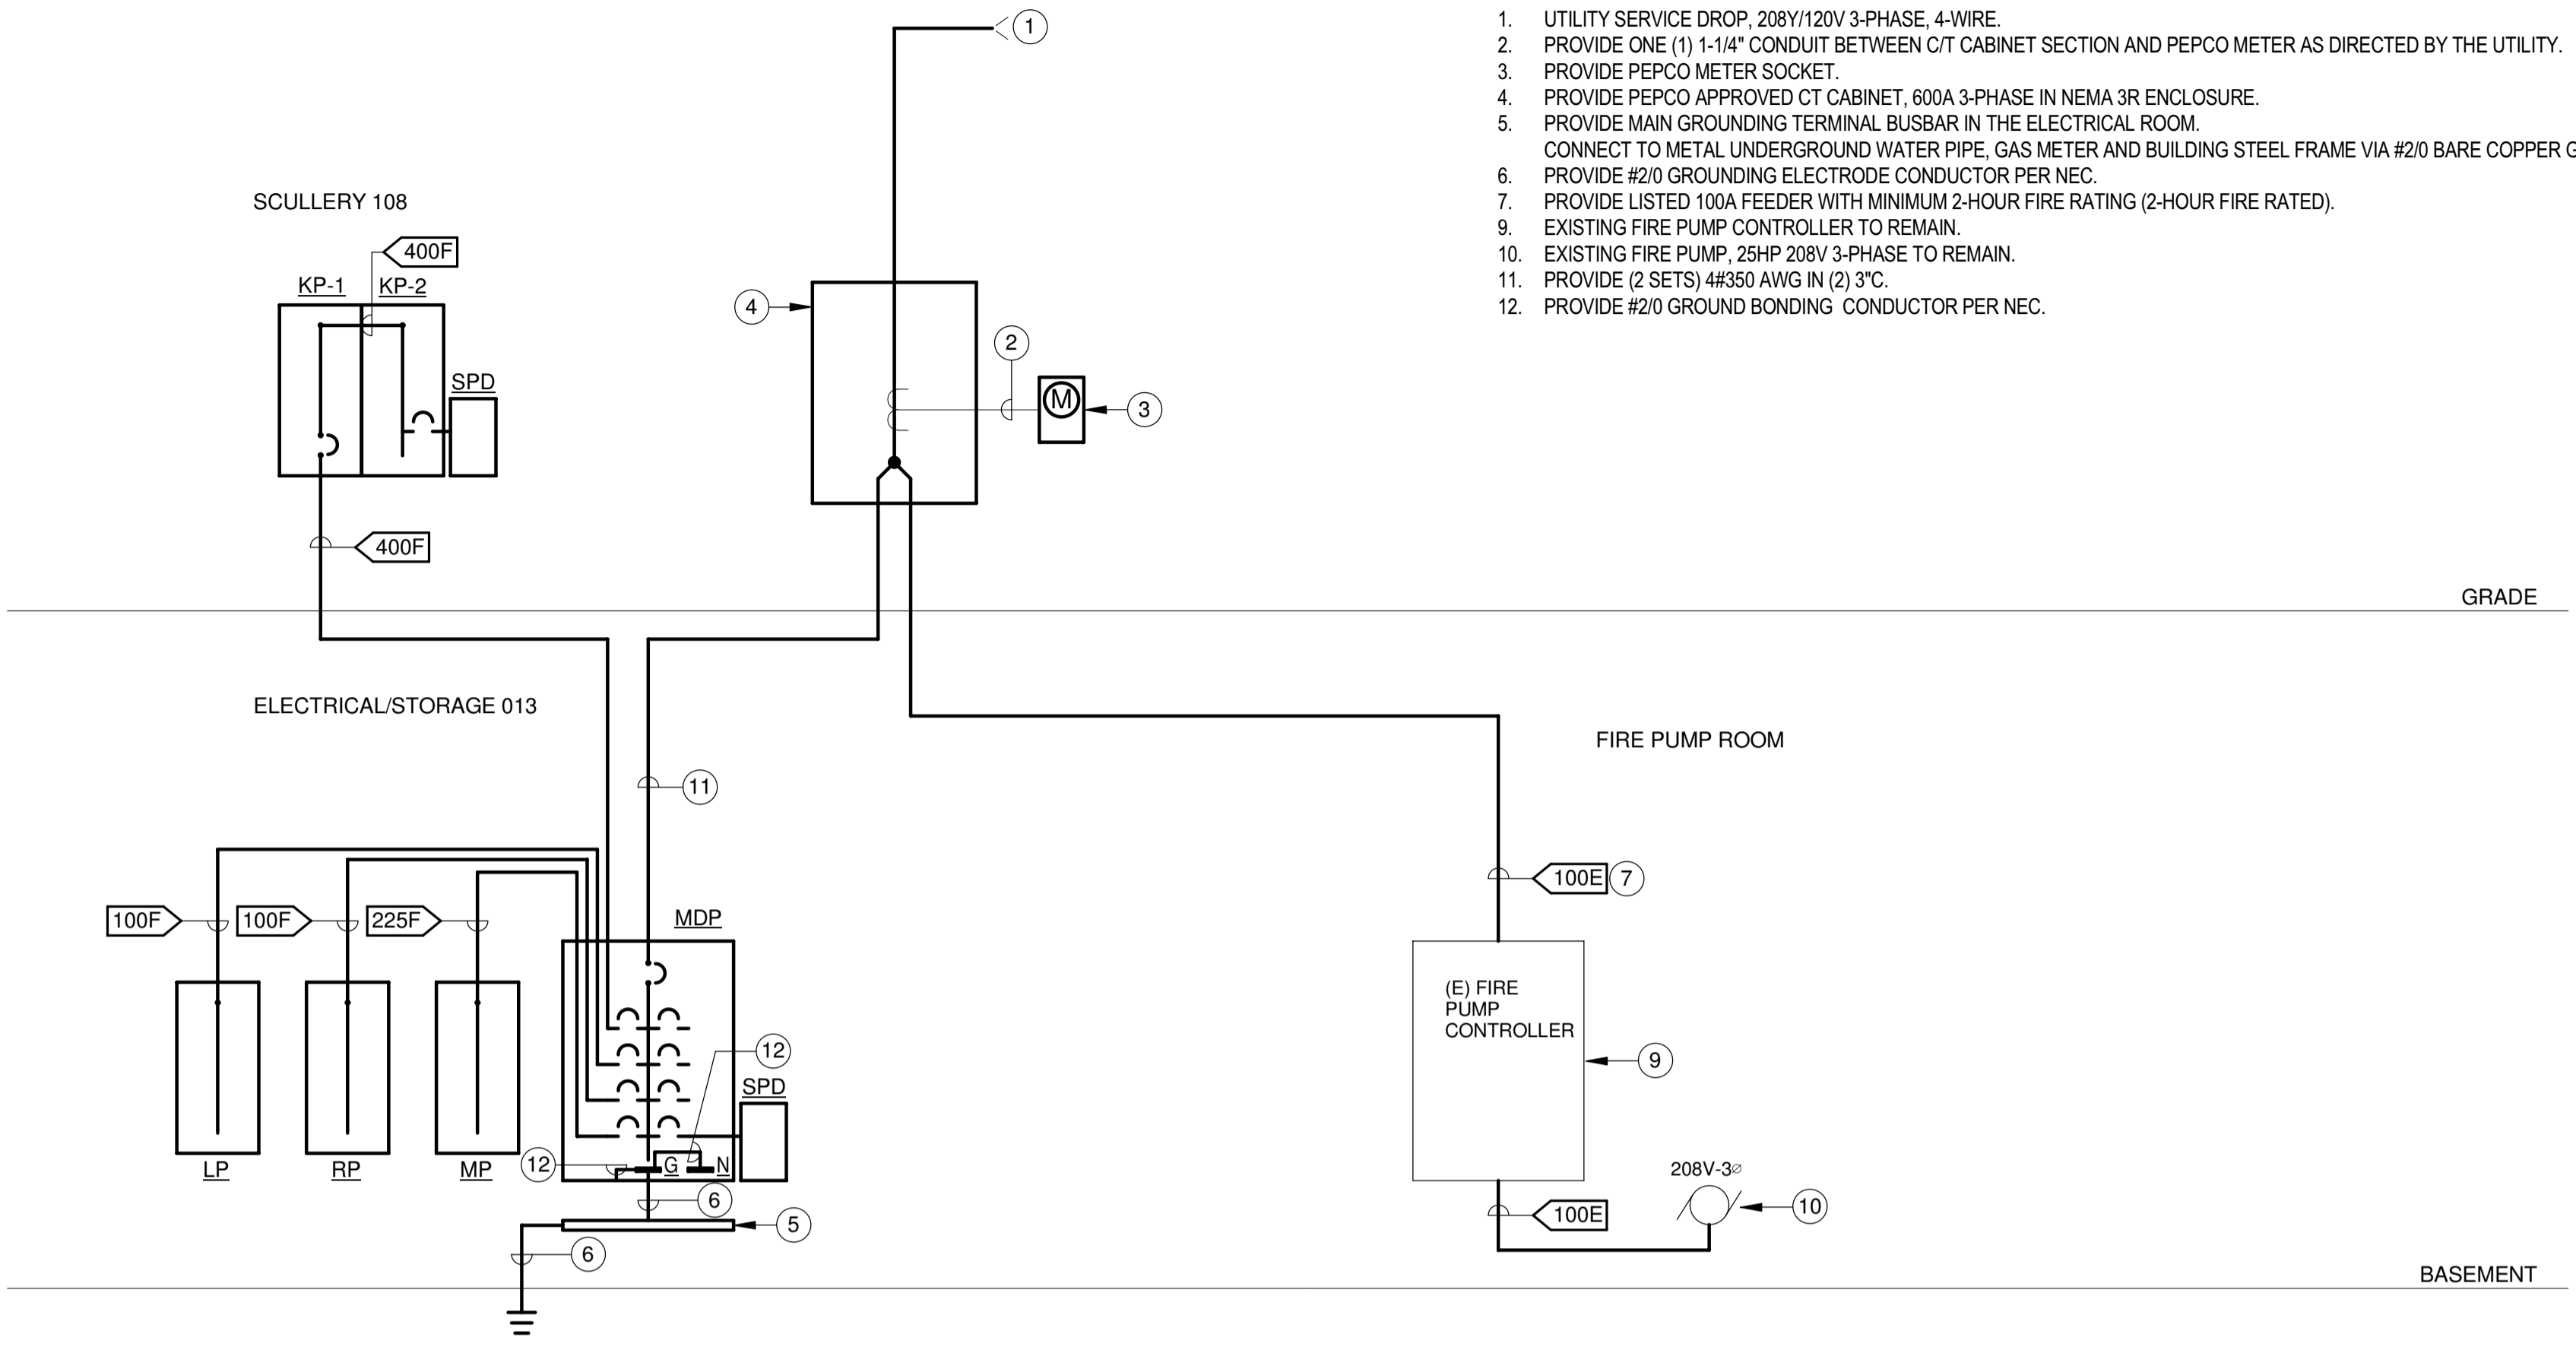 1. UTILITY SERVICE DROP, 208Y/120V 3-PHASE, 4-WIRE.
2. PROVIDE ONE (1) 1-1/4" CONDUIT BETWEEN C/T CABINET SECTION AND PEPCO METER AS DIRECTED BY THE UTILITY.
3. PROVIDE PEPCO METER SOCKET.
4. PROVIDE PEPCO APPROVED CT CABINET, 600A 3-PHASE IN NEMA 3R ENCLOSURE.
5. PROVIDE MAIN GROUNDING TERMINAL BUSBAR IN THE ELECTRICAL ROOM.
CONNECT TO METAL UNDERGROUND WATER PIPE, GAS METER AND BUILDING STEEL FRAME VIA #2/0 BARE COPPER G
6. PROVIDE #2/0 GROUNDING ELECTRODE CONDUCTOR PER NEC.
7. PROVIDE LISTED 100A FEEDER WITH MINIMUM 2-HOUR FIRE RATING (2-HOUR FIRE RATED).
9. EXISTING FIRE PUMP CONTROLLER TO REMAIN.
10. EXISTING FIRE PUMP, 25HP 208V 3-PHASE TO REMAIN.
11. PROVIDE (2 SETS) 4#350 AWG IN (2) 3"C.
12. PROVIDE #2/0 GROUND BONDING CONDUCTOR PER NEC.
1
SCULLERY 108
400F
KP-1 KP-2
SPD
400F
4
2
M
3
GRADE
ELECTRICAL/STORAGE 013
FIRE PUMP ROOM
11
100E 7
100F 100F 225F
MDP
(E) FIRE
PUMP
CONTROLLER
12
9
SPD
LP RP MP
12
G N
6
5
6
208V-3⌀
10
100E
BASEMENT